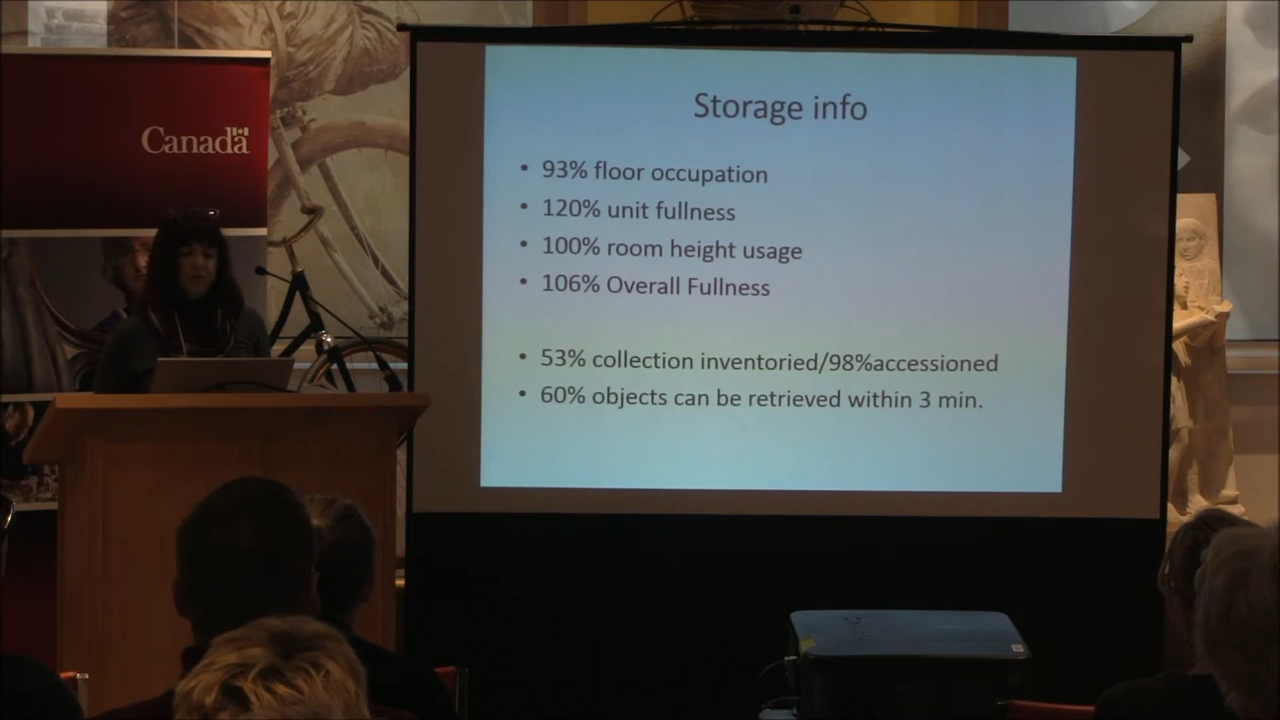 Canada
Storage info
• 93% floor occupation
• 120% unit fullness
• 100% room height usage
• 106% Overall Fullness
• 53% collection inventoried/98%accessioned
• 60% objects can be retrieved within 3 min.